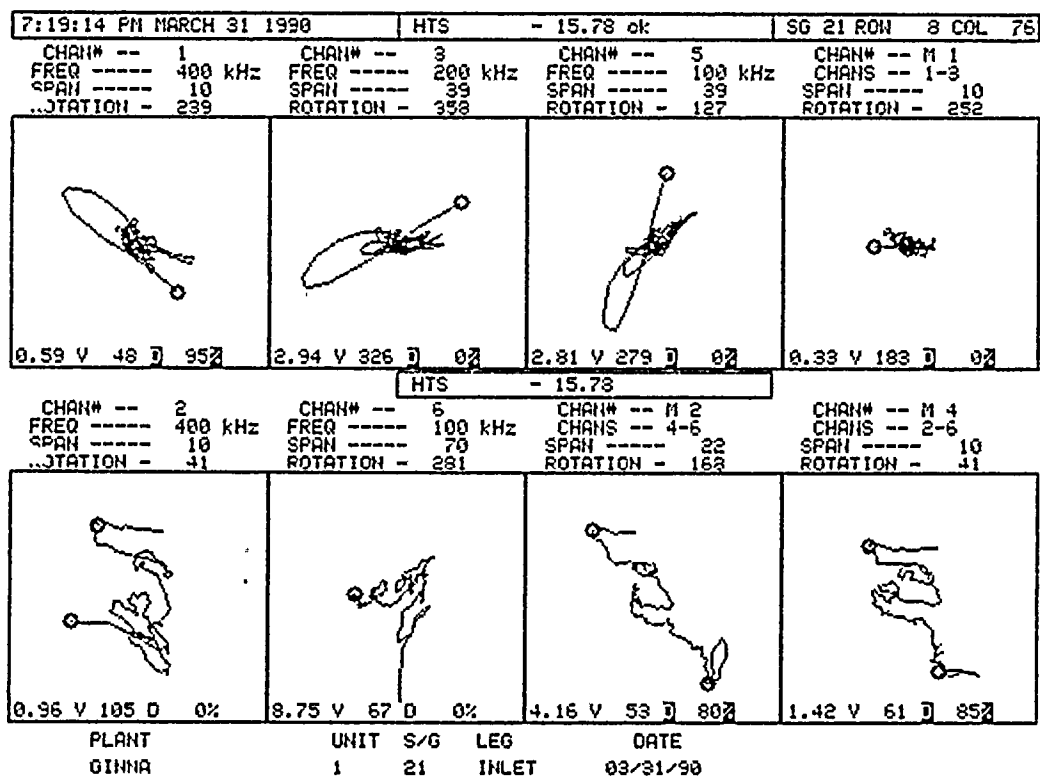 7:19:14 PM MARCH 31 1990 HTS - 15.78 ok SG 21 ROW 8 COL 76
CHAN# -- 1 CHAN# -- 3 CHAN# -- 5 CHAN# -- M 1
FREQ ----- 400 kHz FREQ ----- 200 kHz FREQ ----- 100 kHz CHANS -- 1-3
SPAN ----- 10 SPAN ----- 39 SPAN ----- 39 SPAN ----- 10
..OTATION - 239 ROTATION - 358 ROTATION - 127 ROTATION - 252
0.59 V 48 D 95% 2.94 V 326 D 0% 2.81 V 279 D 0% 0.33 V 183 D 0%
HTS - 15.78
CHAN# -- 2 CHAN# -- 6 CHAN# -- M 2 CHAN# -- M 4
FREQ ----- 400 kHz FREQ ----- 100 kHz CHANS -- 4-6 CHANS -- 2-6
SPAN ----- 10 SPAN ----- 70 SPAN ----- 22 SPAN ----- 10
..OTATION - 41 ROTATION - 281 ROTATION - 168 ROTATION - 41
0.96 V 105 D 0% 8.75 V 67 D 0% 4.16 V 53 D 80% 1.42 V 61 D 85%
PLANT UNIT S/G LEG DATE
GINNA 1 21 INLET 03/31/90